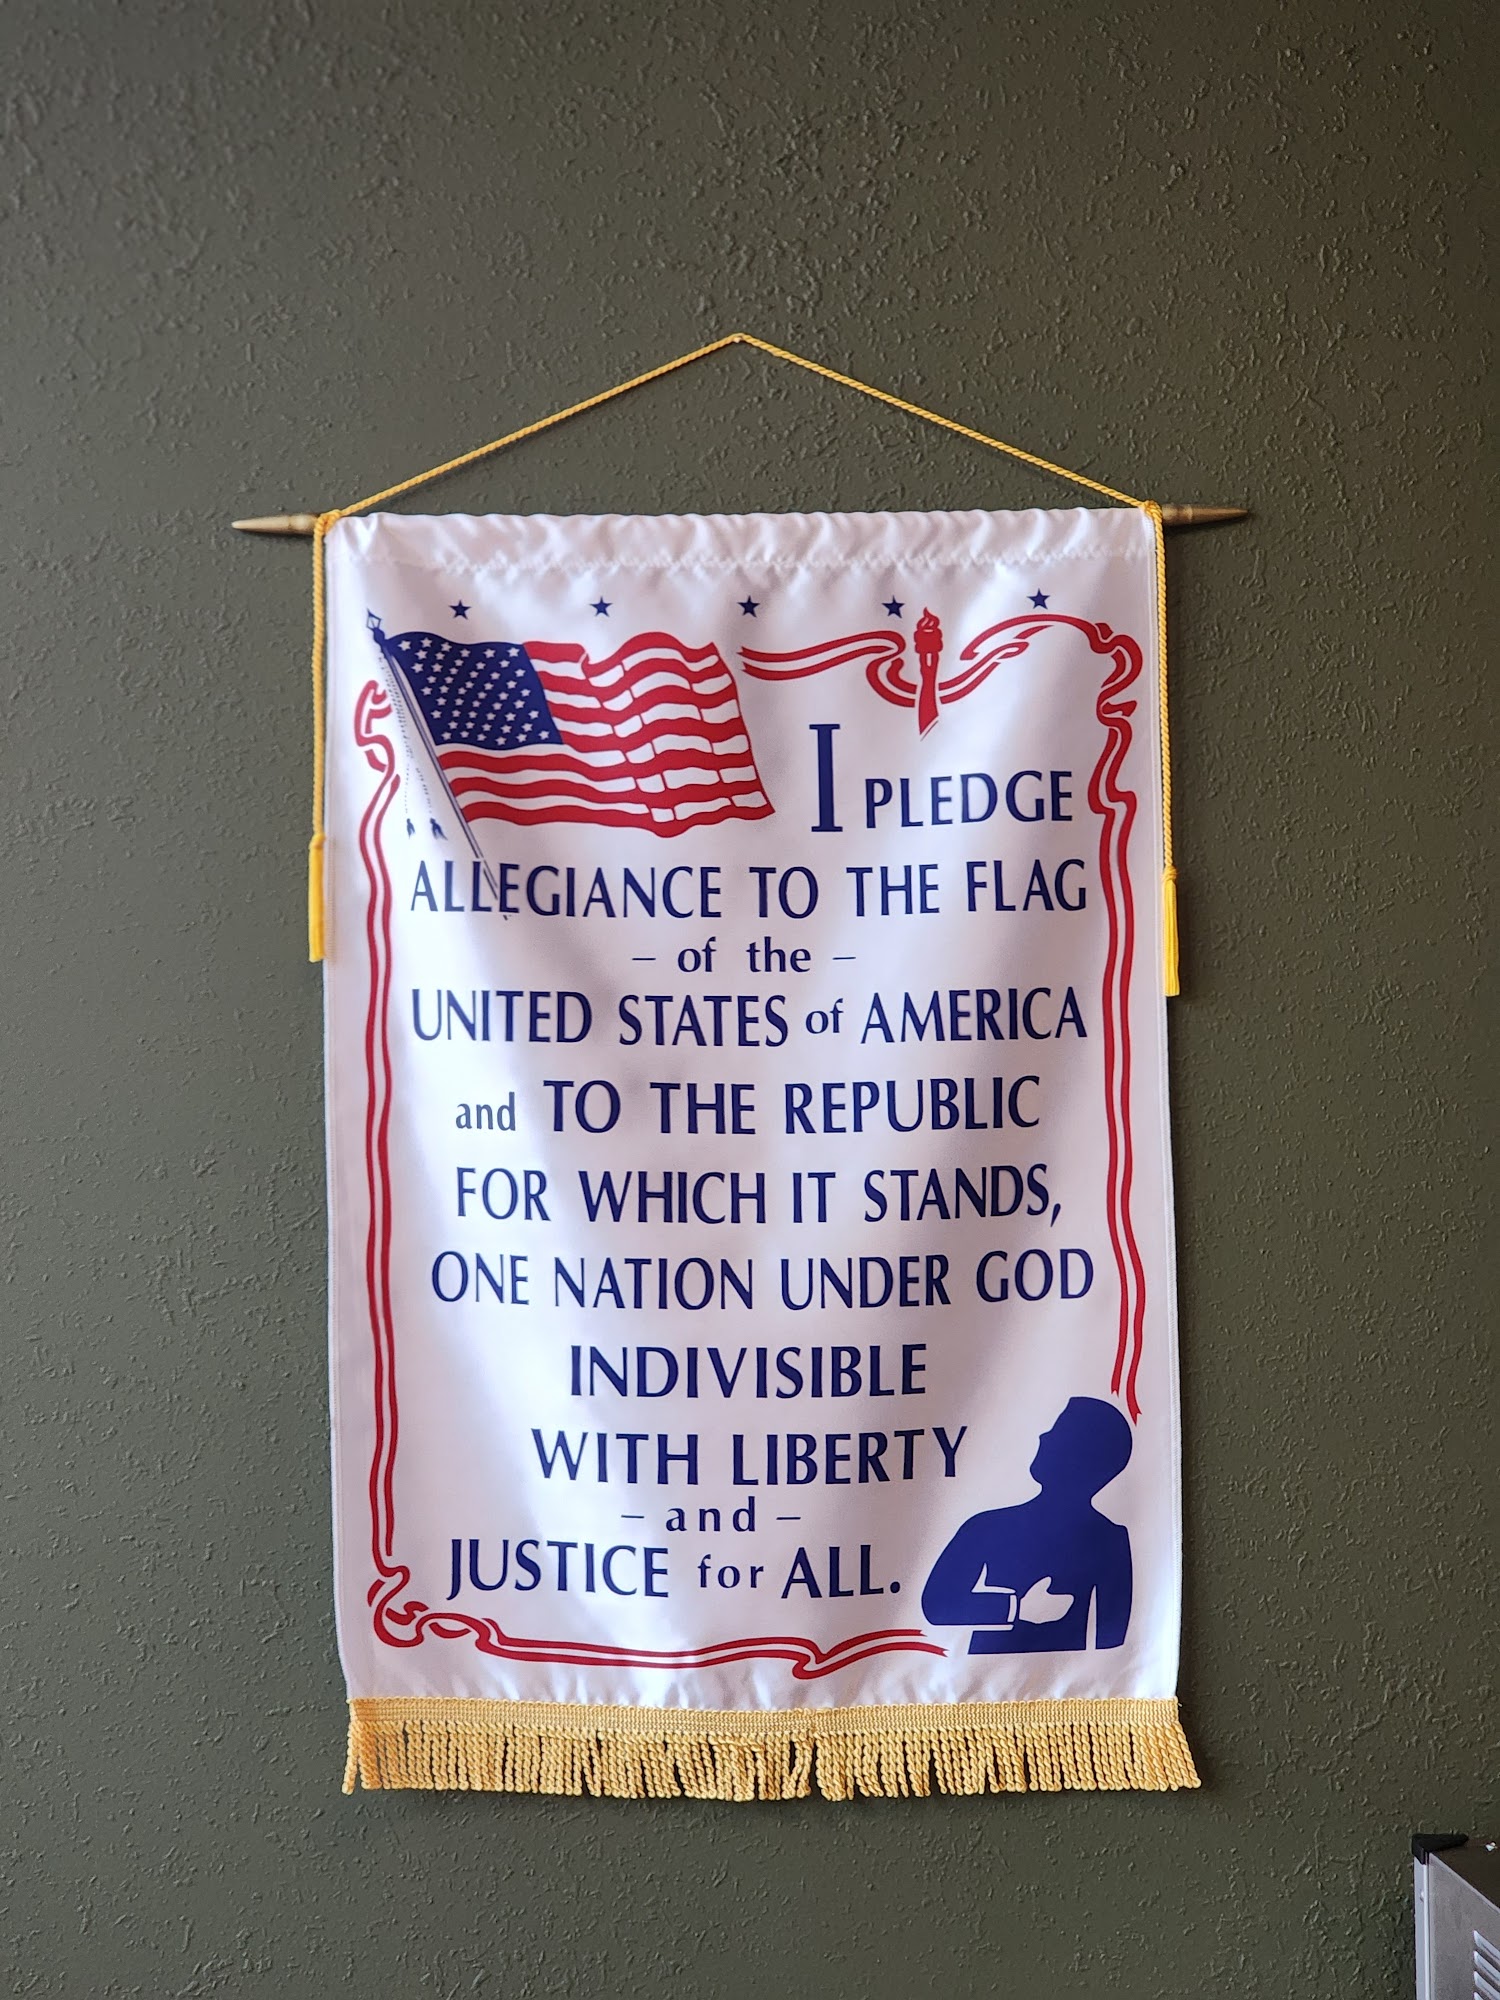 I PLEDGE
ALLEGIANCE TO THE FLAG
– of the –
UNITED STATES of AMERICA
and TO THE REPUBLIC
FOR WHICH IT STANDS,
ONE NATION UNDER GOD
INDIVISIBLE
WITH LIBERTY
– and –
JUSTICE for ALL.